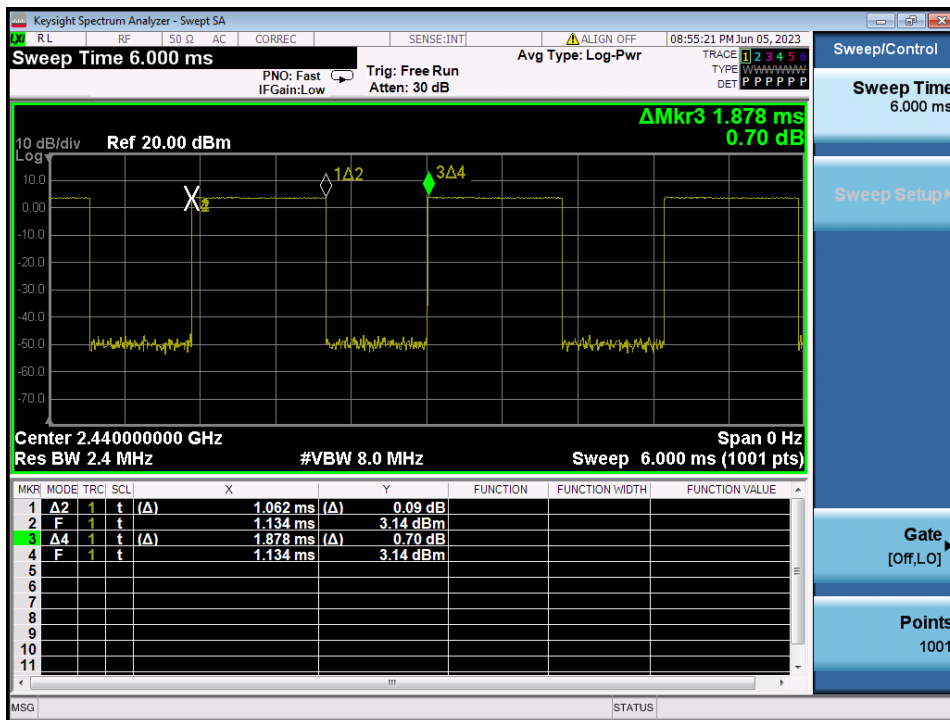 Keysight Spectrum Analyzer - Swept SA
LXI RL RF 50 Ω AC CORREC SENSE:INT ALIGN OFF 08:55:21 PM Jun 05, 2023
Sweep Time 6.000 ms
PNO: Fast
IFGain:Low
Trig: Free Run
Atten: 30 dB
Avg Type: Log-Pwr
TRACE 1 2 3 4 5 6
TYPE WWWWWW
DET P P P P P P
ΔMkr3 1.878 ms
0.70 dB
10 dB/div Ref 20.00 dBm
Log
10.0
0.00
-10.0
-20.0
-30.0
-40.0
-50.0
-60.0
-70.0
1Δ2
3Δ4
Center 2.440000000 GHz Span 0 Hz
Res BW 2.4 MHz #VBW 8.0 MHz Sweep 6.000 ms (1001 pts)
MKR MODE TRC SCL X Y FUNCTION FUNCTION WIDTH FUNCTION VALUE
1 Δ2 1 t (Δ) 1.062 ms (Δ) 0.09 dB
2 F 1 t 1.134 ms 3.14 dBm
3 Δ4 1 t (Δ) 1.878 ms (Δ) 0.70 dB
4 F 1 t 1.134 ms 3.14 dBm
5
6
7
8
9
10
11
MSG STATUS
Sweep/Control
Sweep Time
6.000 ms
Sweep Setup
Gate
[Off,LO]
Points
1001